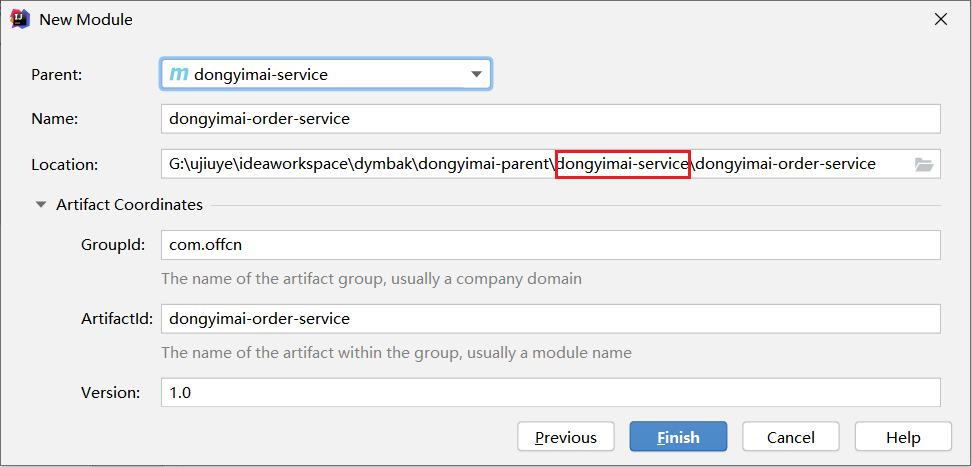 New Module
Parent: dongyimai-service
Name: dongyimai-order-service
Location: G:\ujiuye\ideaworkspace\dymbak\dongyimai-parent\dongyimai-service\dongyimai-order-service
Artifact Coordinates
GroupId: com.offcn
The name of the artifact group, usually a company domain
ArtifactId: dongyimai-order-service
The name of the artifact within the group, usually a module name
Version: 1.0
Previous Finish Cancel Help